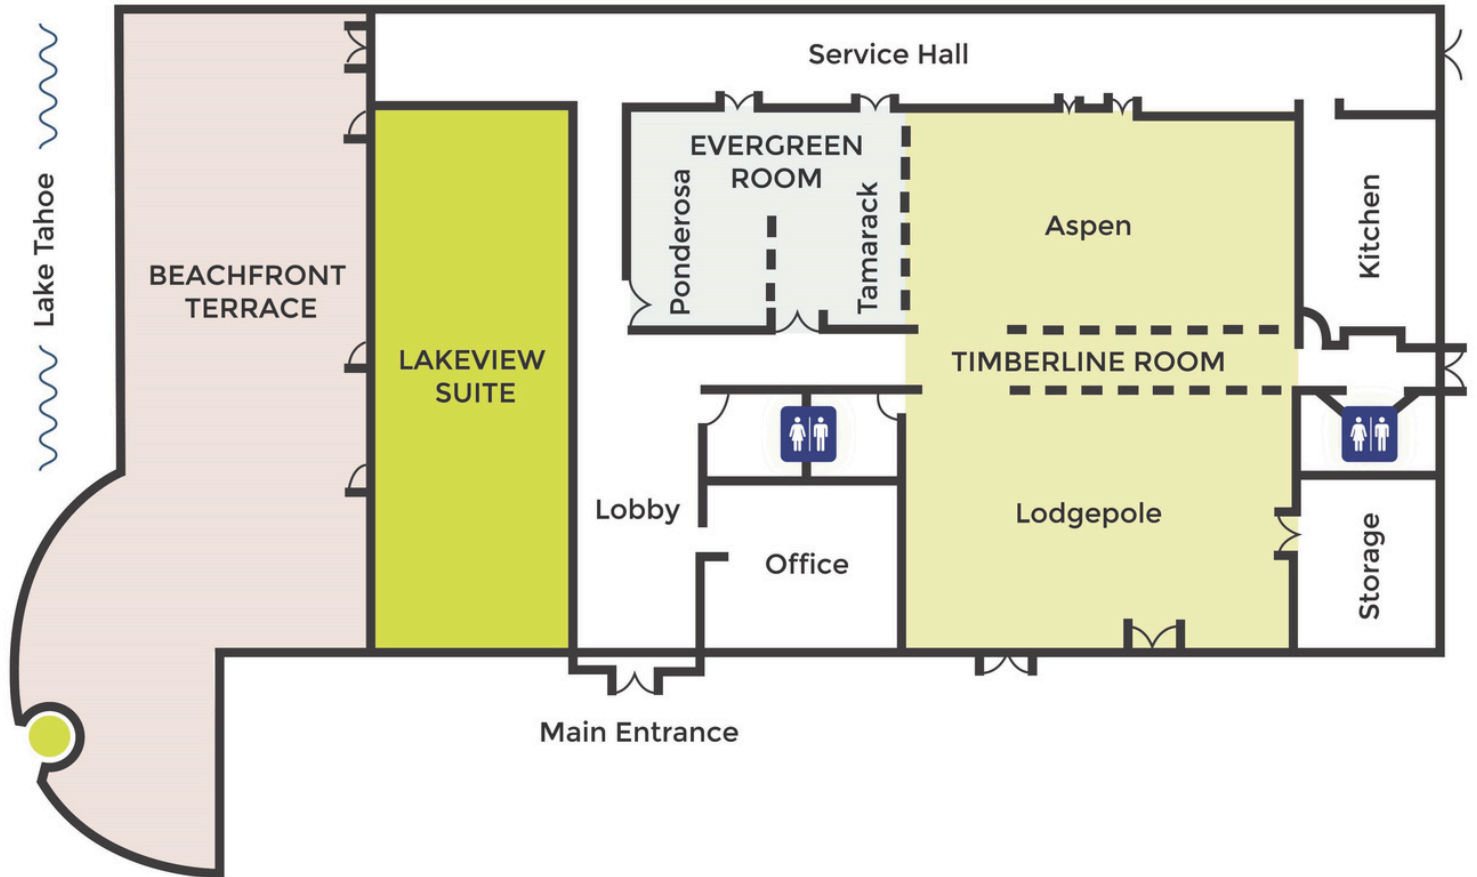 Service Hall
EVERGREEN
ROOM
Ponderosa
Tamarack
Aspen
Kitchen
Lake Tahoe
BEACHFRONT
TERRACE
LAKEVIEW
SUITE
TIMBERLINE ROOM
Lobby
Lodgepole
Office
Storage
Main Entrance